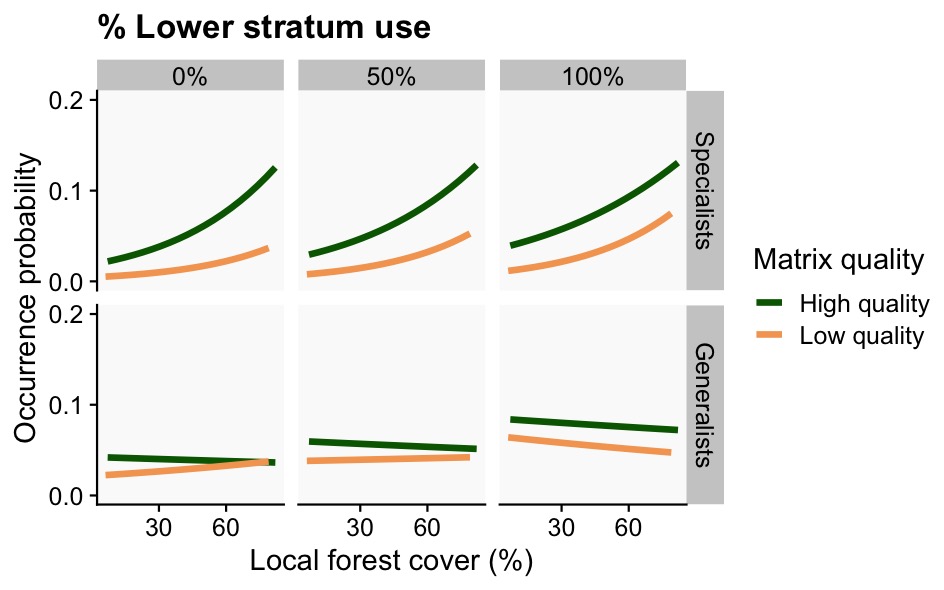 % Lower stratum use
0%
50%
100%
0.2
0.1
0.0
Specialists
0.2
0.1
0.0
Generalists
Occurrence probability
30
60
30
60
30
60
Local forest cover (%)
Matrix quality
High quality
Low quality